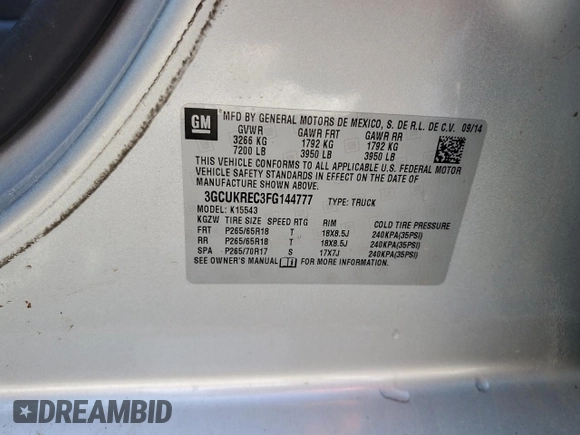 GM MFD BY GENERAL MOTORS DE MEXICO, S. DE R.L. DE C.V. 09/14
GVWR GAWR FRT GAWR RR
3266 KG 1792 KG 1792 KG
7200 LB 3950 LB 3950 LB
THIS VEHICLE CONFORMS TO ALL APPLICABLE U.S. FEDERAL MOTOR
VEHICLE SAFETY STANDARDS IN EFFECT ON THE DATE OF
MANUFACTURE SHOWN ABOVE.
3GCUKREC3FG144777 TYPE: TRUCK
MODEL: K15543
KGZW TIRE SIZE SPEED RTG RIM COLD TIRE PRESSURE
FRT P265/65R18 T 18X8.5J 240KPA(35PSI)
RR P265/65R18 T 18X8.5J 240KPA(35PSI)
SPA P265/70R17 S 17X7J 240KPA(35PSI)
SEE OWNER'S MANUAL FOR MORE INFORMATION.
DREAMBID